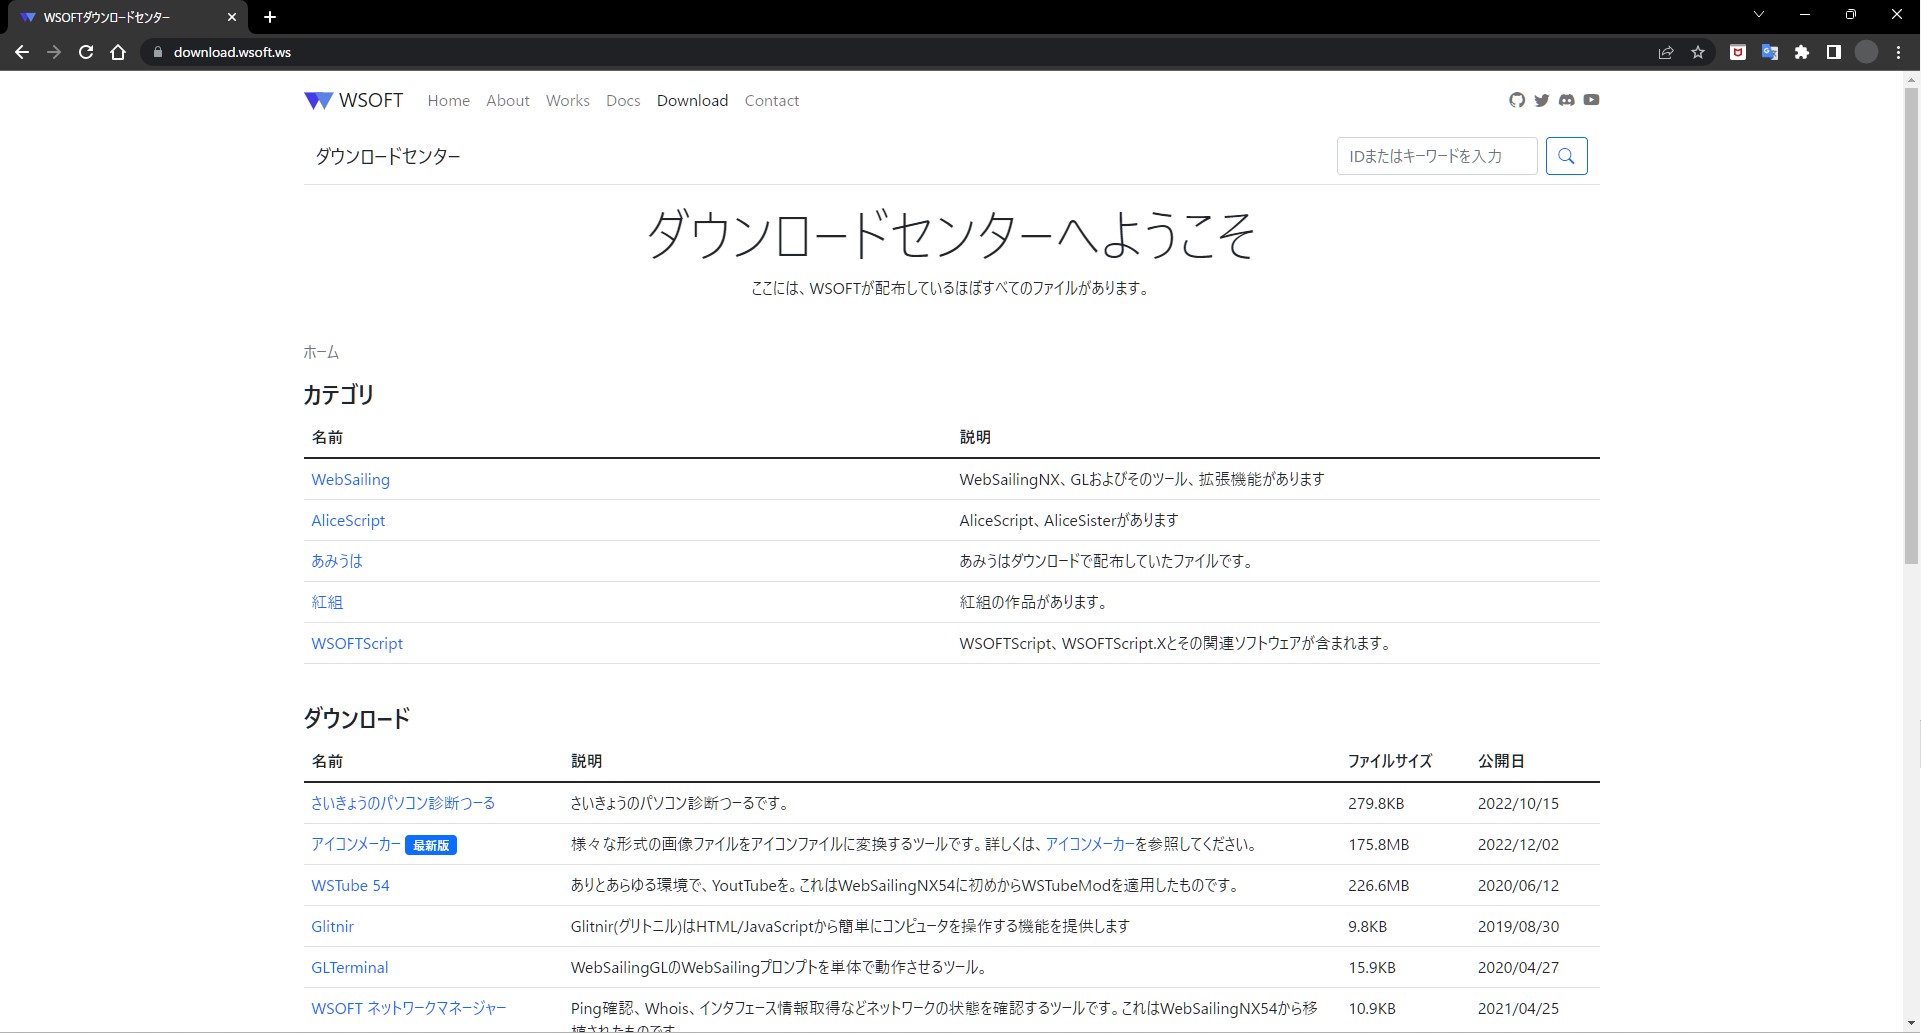 WSOFTダウンロードセンター
download.wsoft.ws
WSOFT Home About Works Docs Download Contact
ダウンロードセンター
IDまたはキーワードを入力
ダウンロードセンターへようこそ
ここには、WSOFTが配布しているほぼすべてのファイルがあります。
ホーム
カテゴリ
名前 説明
WebSailing WebSailingNX、GLおよびそのツール、拡張機能があります
AliceScript AliceScript、AliceSisterがあります
あみうは あみうはダウンロードで配布していたファイルです。
紅組 紅組の作品があります。
WSOFTScript WSOFTScript、WSOFTScript.Xとその関連ソフトウェアが含まれます。
ダウンロード
名前 説明 ファイルサイズ 公開日
さいきょうのパソコン診断つーる さいきょうのパソコン診断つーるです。 279.8KB 2022/10/15
アイコンメーカー 最新版 様々な形式の画像ファイルをアイコンファイルに変換するツールです。詳しくは、アイコンメーカーを参照してください。 175.8MB 2022/12/02
WSTube 54 ありとあらゆる環境で、YoutTubeを。これはWebSailingNX54に初めからWSTubeModを適用したものです。 226.6MB 2020/06/12
Glitnir Glitnir(グリトニル)はHTML/JavaScriptから簡単にコンピュータを操作する機能を提供します 9.8KB 2019/08/30
GLTerminal WebSailingGLのWebSailingプロンプトを単体で動作させるツール。 15.9KB 2020/04/27
WSOFT ネットワークマネージャー Ping確認、Whois、インタフェース情報取得などネットワークの状態を確認するツールです。これはWebSailingNX54から移 10.9KB 2021/04/25
植されたものです。